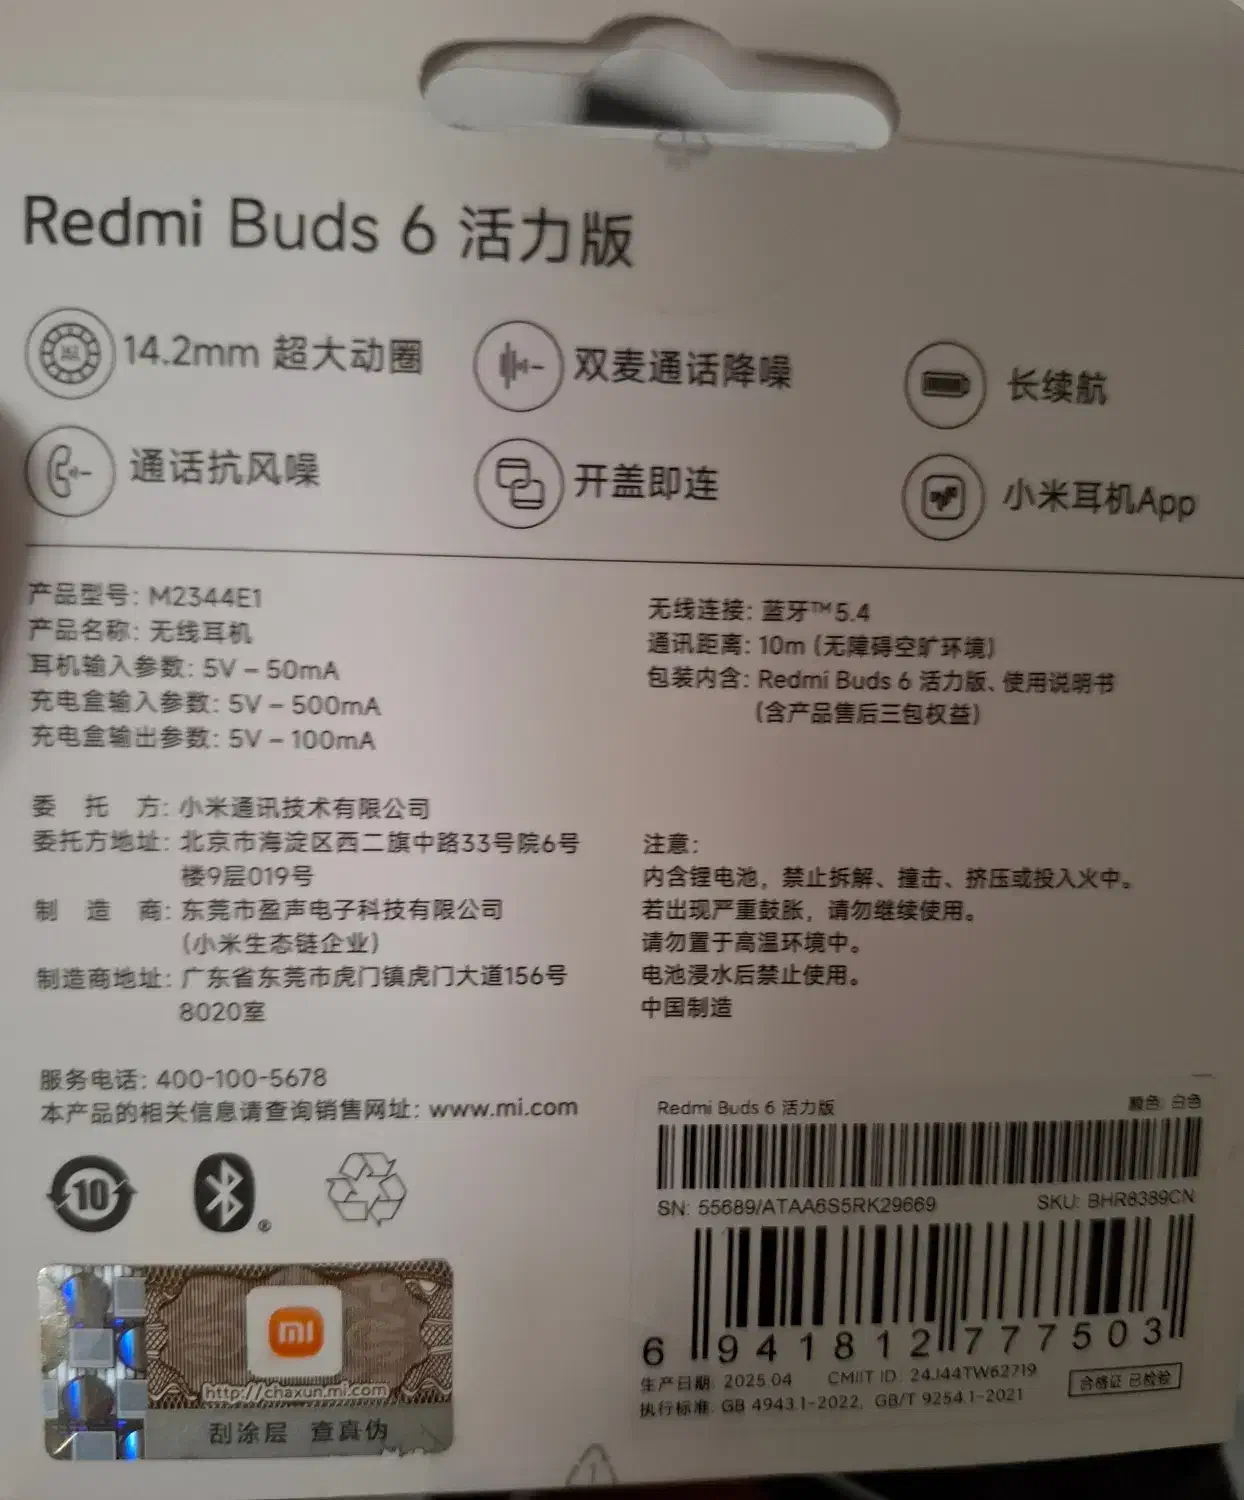 Redmi Buds 6 活力版
14.2mm 超大动圈
双麦通话降噪
长续航
通话抗风噪
开盖即连
小米耳机App
产品型号: M2344E1
产品名称: 无线耳机
耳机输入参数: 5V – 50mA
充电盒输入参数: 5V – 500mA
充电盒输出参数: 5V – 100mA
无线连接: 蓝牙™ 5.4
通讯距离: 10m (无障碍空旷环境)
包装内含: Redmi Buds 6 活力版、使用说明书
(含产品售后三包权益)
委 托 方: 小米通讯技术有限公司
委托方地址: 北京市海淀区西二旗中路33号院6号
楼9层019号
制 造 商: 东莞市盈声电子科技有限公司
(小米生态链企业)
制造商地址: 广东省东莞市虎门镇虎门大道156号
8020室
注意:
内含锂电池，禁止拆解、撞击、挤压或投入火中。
若出现严重鼓胀，请勿继续使用。
请勿置于高温环境中。
电池浸水后禁止使用。
中国制造
服务电话: 400-100-5678
本产品的相关信息请查询销售网址: www.mi.com
10
®
mi
http://chaxun.mi.com
刮涂层 查真伪
Redmi Buds 6 活力版 颜色: 白色
SN: 55689/ATAA6S5RK29669 SKU: BHR8389CN
6 941812 777503
生产日期: 2025.04 CMIIT ID: 24J44TW62719
执行标准: GB 4943.1-2022, GB/T 9254.1-2021
合格证 已检验